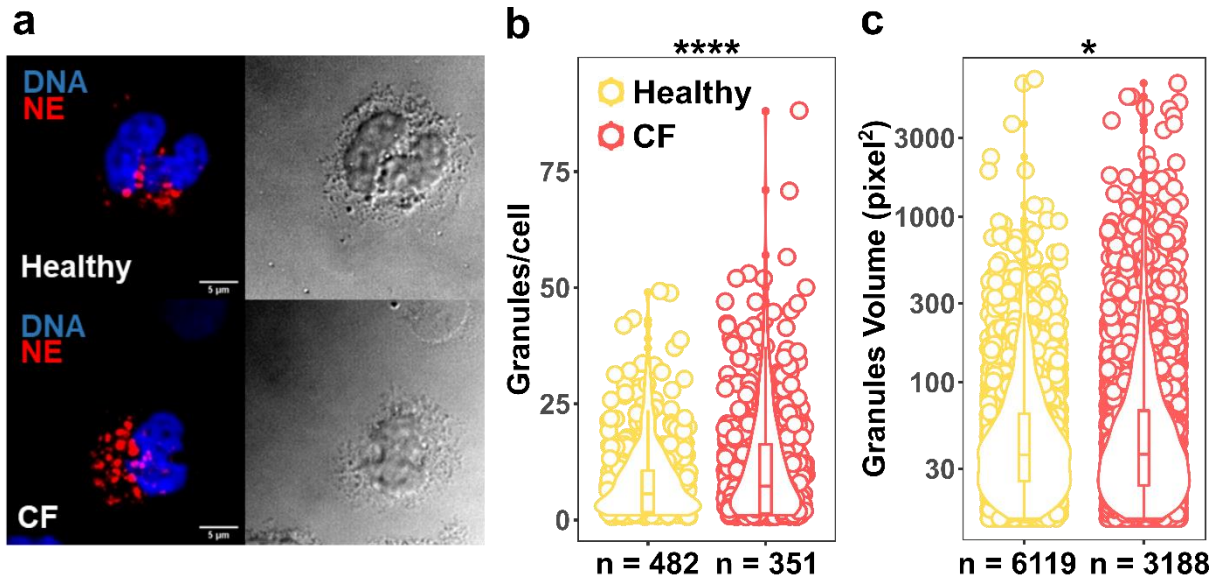 a
DNA
NE
Healthy
5 µm
DNA
NE
CF
5 µm
b
****
Healthy
CF
Granules/cell
75
50
25
0
n = 482 n = 351
c
*
Granules Volume (pixel²)
3000
1000
300
100
30
n = 6119 n = 3188